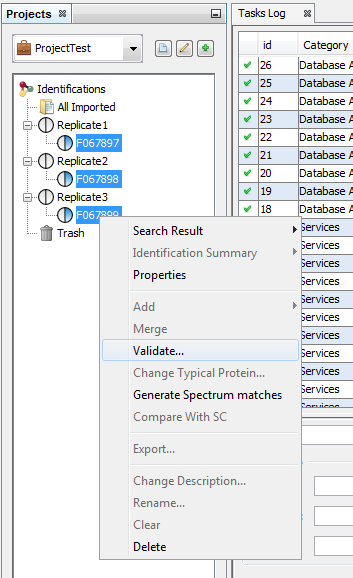 Projects
Tasks Log
ProjectTest
id Category
Identifications
26 Database A
All Imported
25 Database A
Replicate1
24 Database A
F067897
23 Database A
Replicate2
22 Database A
F067898
21 Database A
20 Database A
Replicate3
19 Database A
F067899
18 Database A
Trash
Search Result
Services
Identification Summary
Services
Properties
Services
Services
Add
Services
Merge
Services
Validate...
Services
Change Typical Protein...
Services
Generate Spectrum matches
Services
Compare With SC
Services
Export...
Change Description...
Rename...
Clear
Delete